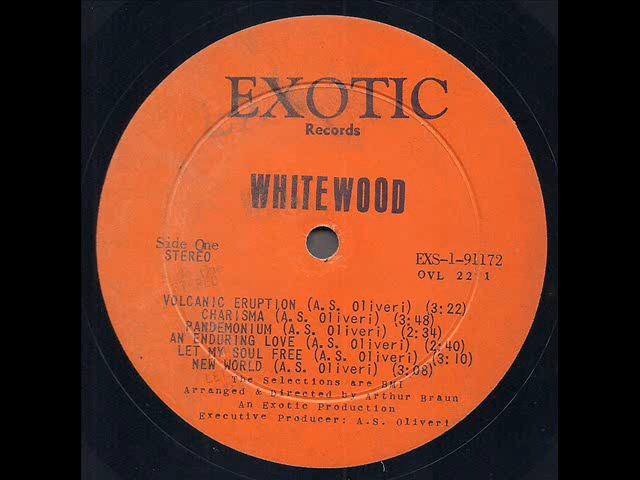 EXOTIC
Records
WHITEWOOD
Side One
STEREO
EXS-1-91172
OVL 22 1
VOLCANIC ERUPTION (A.S. Oliveri) (3:22)
CHARISMA (A.S. Oliveri) (3:48)
PANDEMONIUM (A.S. Oliveri) (2:34)
AN ENDURING LOVE (A.S. Oliveri) (2:40)
LET MY SOUL FREE (A.S. Oliveri) (3:10)
NEW WORLD (A.S. Oliveri) (3:08)
The Selections are BMI
Arranged & Directed by Arthur Braun
An Exotic Production
Executive Producer: A.S. Oliveri